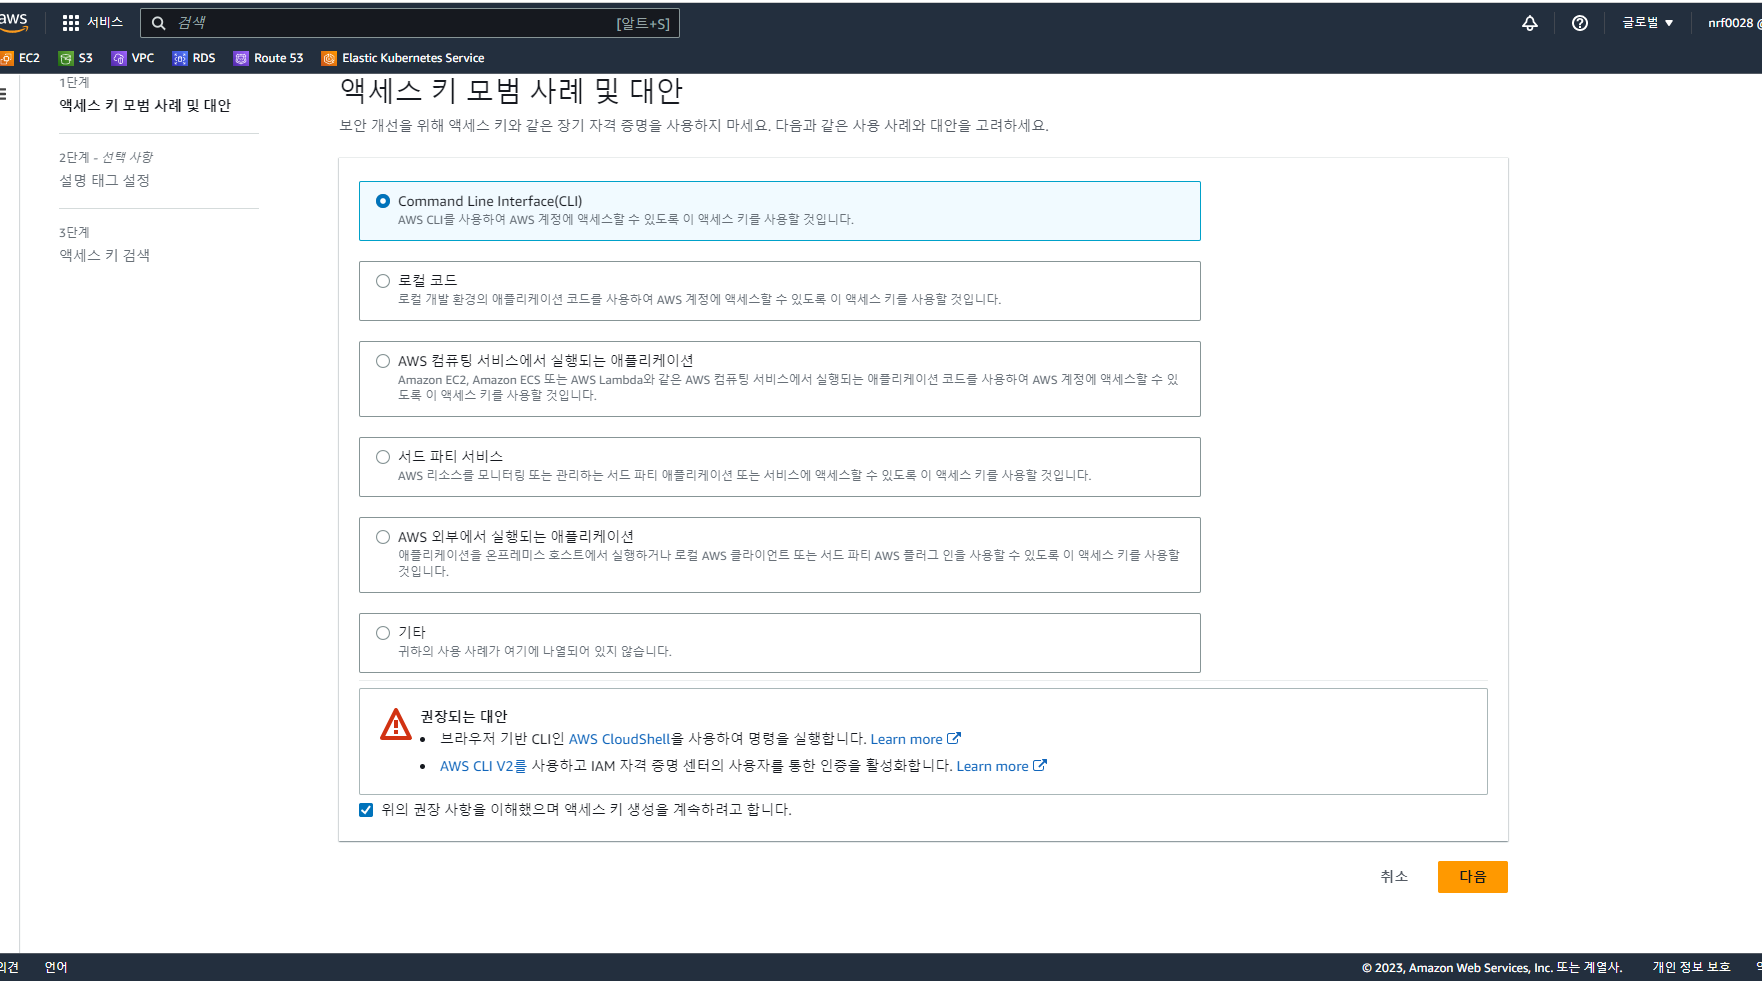 aws
서비스
검색
[알트+S]
글로벌 ▼
nrf0028 @
EC2
S3
VPC
RDS
Route 53
Elastic Kubernetes Service
1단계
액세스 키 모범 사례 및 대안
2단계 - 선택 사항
설명 태그 설정
3단계
액세스 키 검색
액세스 키 모범 사례 및 대안
보안 개선을 위해 액세스 키와 같은 장기 자격 증명을 사용하지 마세요. 다음과 같은 사용 사례와 대안을 고려하세요.
Command Line Interface(CLI)
AWS CLI를 사용하여 AWS 계정에 액세스할 수 있도록 이 액세스 키를 사용할 것입니다.
로컬 코드
로컬 개발 환경의 애플리케이션 코드를 사용하여 AWS 계정에 액세스할 수 있도록 이 액세스 키를 사용할 것입니다.
AWS 컴퓨팅 서비스에서 실행되는 애플리케이션
Amazon EC2, Amazon ECS 또는 AWS Lambda와 같은 AWS 컴퓨팅 서비스에서 실행되는 애플리케이션 코드를 사용하여 AWS 계정에 액세스할 수 있
도록 이 액세스 키를 사용할 것입니다.
서드 파티 서비스
AWS 리소스를 모니터링 또는 관리하는 서드 파티 애플리케이션 또는 서비스에 액세스할 수 있도록 이 액세스 키를 사용할 것입니다.
AWS 외부에서 실행되는 애플리케이션
애플리케이션을 온프레미스 호스트에서 실행하거나 로컬 AWS 클라이언트 또는 서드 파티 AWS 플러그 인을 사용할 수 있도록 이 액세스 키를 사용할
것입니다.
기타
귀하의 사용 사례가 여기에 나열되어 있지 않습니다.
권장되는 대안
• 브라우저 기반 CLI인 AWS CloudShell을 사용하여 명령을 실행합니다. Learn more
• AWS CLI V2를 사용하고 IAM 자격 증명 센터의 사용자를 통한 인증을 활성화합니다. Learn more
위의 권장 사항을 이해했으며 액세스 키 생성을 계속하려고 합니다.
취소
다음
의견
언어
© 2023, Amazon Web Services, Inc. 또는 계열사.
개인 정보 보호